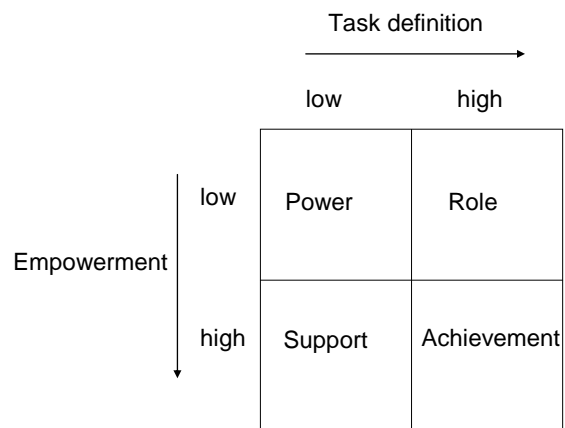 Task definition
low high
low Power Role
Empowerment
high Support Achievement